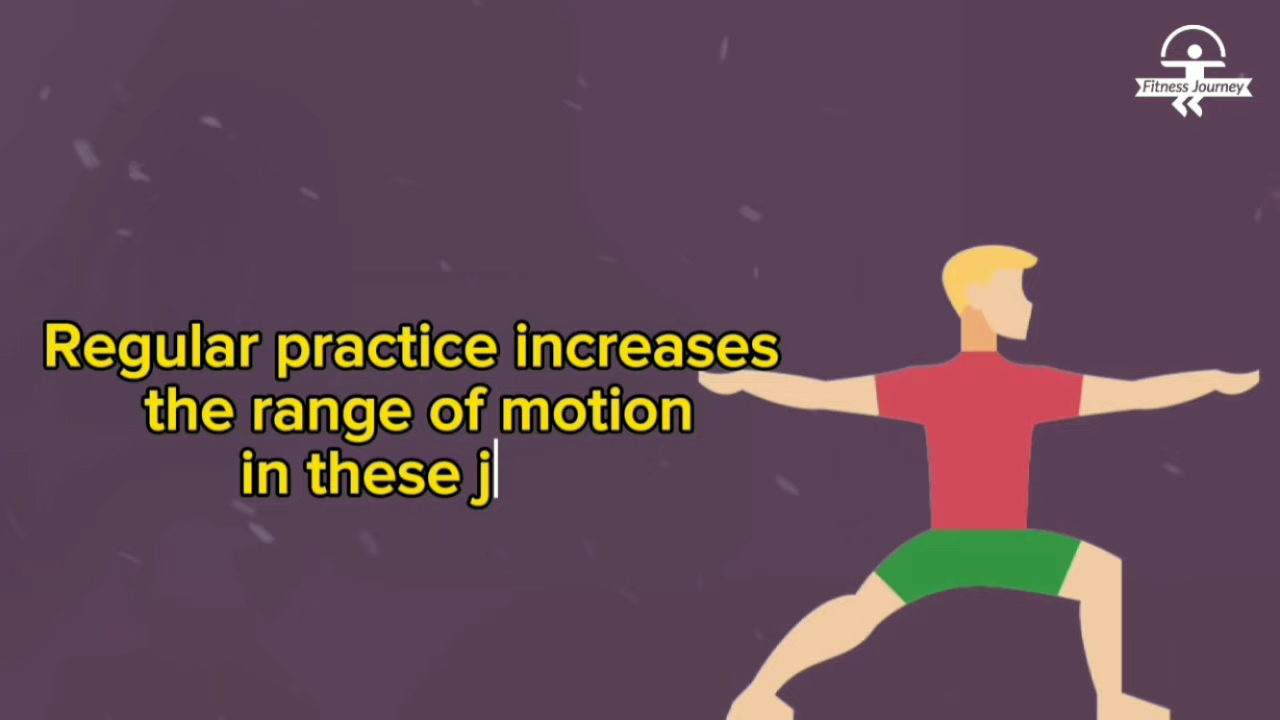 Fitness Journey
Regular practice increases
the range of motion
in these j